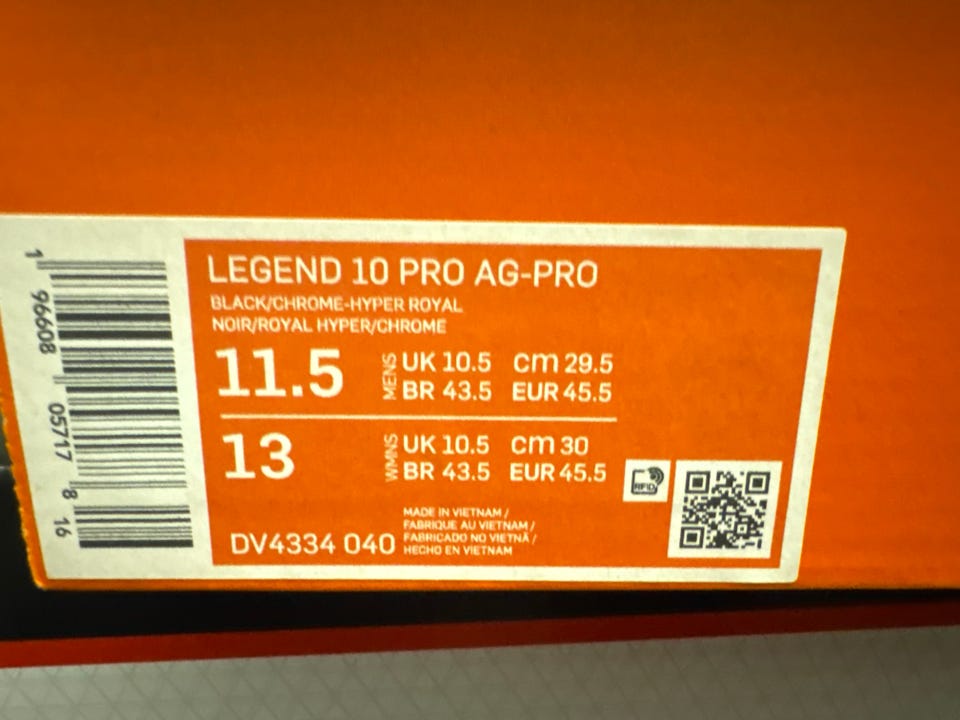 LEGEND 10 PRO AG-PRO
BLACK/CHROME-HYPER ROYAL
NOIR/ROYAL HYPER/CHROME
11.5 MENS UK 10.5 cm 29.5
BR 43.5 EUR 45.5
13 WMNS UK 10.5 cm 30
BR 43.5 EUR 45.5
RFID
DV4334 040
MADE IN VIETNAM /
FABRIQUE AU VIETNAM /
FABRICADO NO VIETNÃ /
HECHO EN VIETNAM
1 96608 05717 8 16